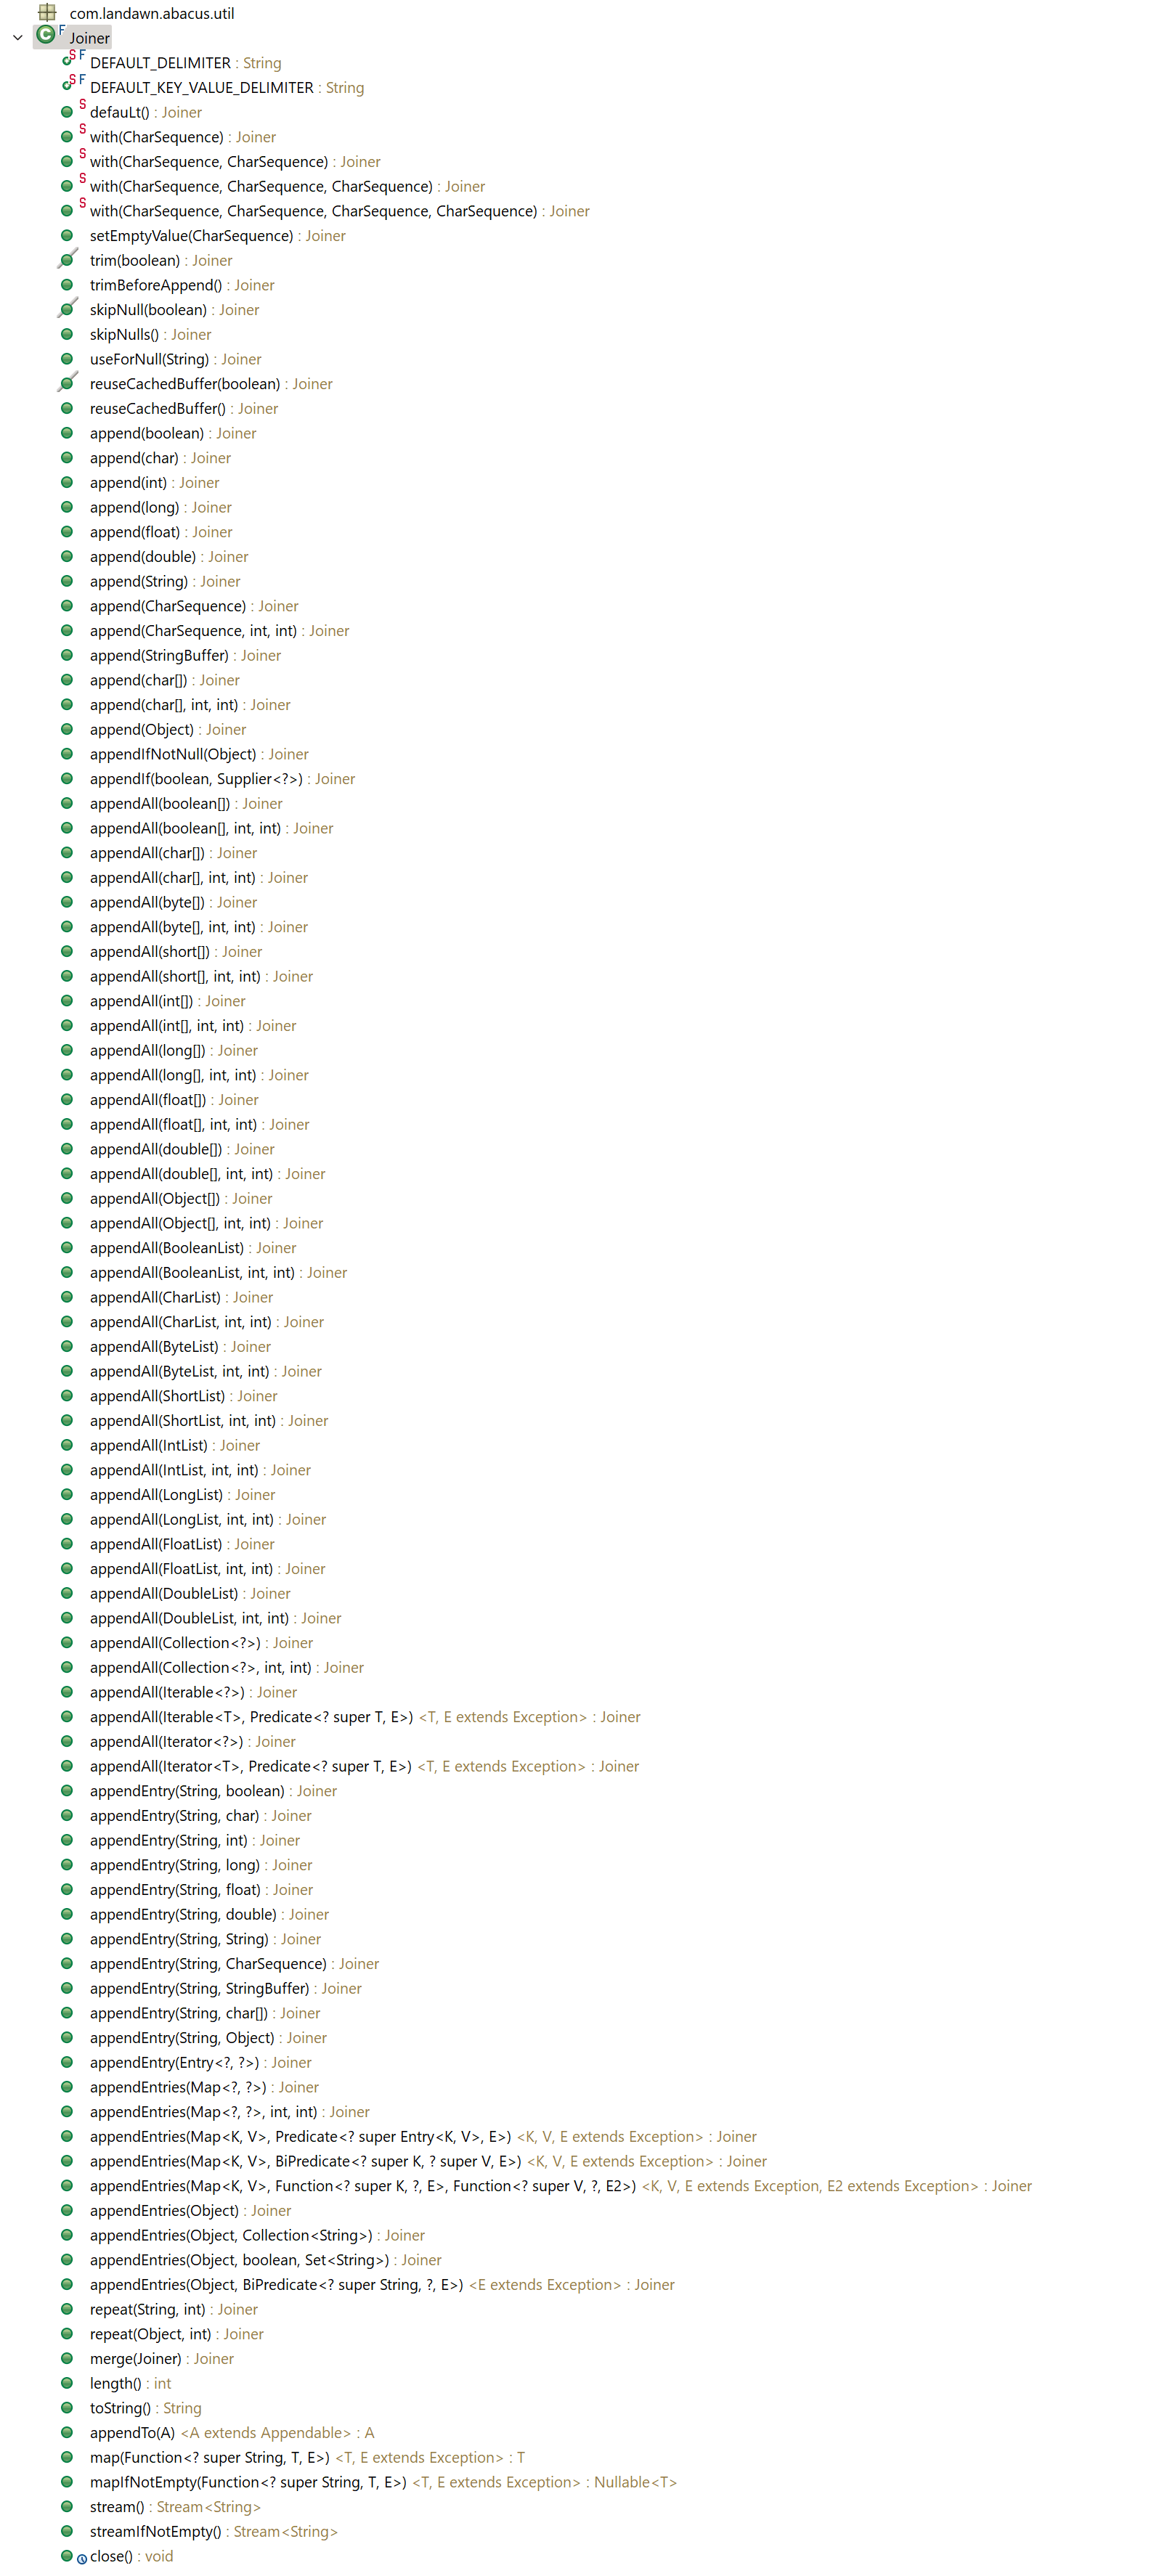 com.landawn.abacus.util
Joiner
DEFAULT_DELIMITER : String
DEFAULT_KEY_VALUE_DELIMITER : String
defauLt() : Joiner
with(CharSequence) : Joiner
with(CharSequence, CharSequence) : Joiner
with(CharSequence, CharSequence, CharSequence) : Joiner
with(CharSequence, CharSequence, CharSequence, CharSequence) : Joiner
setEmptyValue(CharSequence) : Joiner
trim(boolean) : Joiner
trimBeforeAppend() : Joiner
skipNull(boolean) : Joiner
skipNulls() : Joiner
useForNull(String) : Joiner
reuseCachedBuffer(boolean) : Joiner
reuseCachedBuffer() : Joiner
append(boolean) : Joiner
append(char) : Joiner
append(int) : Joiner
append(long) : Joiner
append(float) : Joiner
append(double) : Joiner
append(String) : Joiner
append(CharSequence) : Joiner
append(CharSequence, int, int) : Joiner
append(StringBuffer) : Joiner
append(char[]) : Joiner
append(char[], int, int) : Joiner
append(Object) : Joiner
appendIfNotNull(Object) : Joiner
appendIf(boolean, Supplier<?>) : Joiner
appendAll(boolean[]) : Joiner
appendAll(boolean[], int, int) : Joiner
appendAll(char[]) : Joiner
appendAll(char[], int, int) : Joiner
appendAll(byte[]) : Joiner
appendAll(byte[], int, int) : Joiner
appendAll(short[]) : Joiner
appendAll(short[], int, int) : Joiner
appendAll(int[]) : Joiner
appendAll(int[], int, int) : Joiner
appendAll(long[]) : Joiner
appendAll(long[], int, int) : Joiner
appendAll(float[]) : Joiner
appendAll(float[], int, int) : Joiner
appendAll(double[]) : Joiner
appendAll(double[], int, int) : Joiner
appendAll(Object[]) : Joiner
appendAll(Object[], int, int) : Joiner
appendAll(BooleanList) : Joiner
appendAll(BooleanList, int, int) : Joiner
appendAll(CharList) : Joiner
appendAll(CharList, int, int) : Joiner
appendAll(ByteList) : Joiner
appendAll(ByteList, int, int) : Joiner
appendAll(ShortList) : Joiner
appendAll(ShortList, int, int) : Joiner
appendAll(IntList) : Joiner
appendAll(IntList, int, int) : Joiner
appendAll(LongList) : Joiner
appendAll(LongList, int, int) : Joiner
appendAll(FloatList) : Joiner
appendAll(FloatList, int, int) : Joiner
appendAll(DoubleList) : Joiner
appendAll(DoubleList, int, int) : Joiner
appendAll(Collection<?>) : Joiner
appendAll(Collection<?>, int, int) : Joiner
appendAll(Iterable<?>) : Joiner
appendAll(Iterable<T>, Predicate<? super T, E>) <T, E extends Exception> : Joiner
appendAll(Iterator<?>) : Joiner
appendAll(Iterator<T>, Predicate<? super T, E>) <T, E extends Exception> : Joiner
appendEntry(String, boolean) : Joiner
appendEntry(String, char) : Joiner
appendEntry(String, int) : Joiner
appendEntry(String, long) : Joiner
appendEntry(String, float) : Joiner
appendEntry(String, double) : Joiner
appendEntry(String, String) : Joiner
appendEntry(String, CharSequence) : Joiner
appendEntry(String, StringBuffer) : Joiner
appendEntry(String, char[]) : Joiner
appendEntry(String, Object) : Joiner
appendEntry(Entry<?, ?>) : Joiner
appendEntries(Map<?, ?>) : Joiner
appendEntries(Map<?, ?>, int, int) : Joiner
appendEntries(Map<K, V>, Predicate<? super Entry<K, V>, E>) <K, V, E extends Exception> : Joiner
appendEntries(Map<K, V>, BiPredicate<? super K, ? super V, E>) <K, V, E extends Exception> : Joiner
appendEntries(Map<K, V>, Function<? super K, ?, E>, Function<? super V, ?, E2>) <K, V, E extends Exception, E2 extends Exception> : Joiner
appendEntries(Object) : Joiner
appendEntries(Object, Collection<String>) : Joiner
appendEntries(Object, boolean, Set<String>) : Joiner
appendEntries(Object, BiPredicate<? super String, ?, E>) <E extends Exception> : Joiner
repeat(String, int) : Joiner
repeat(Object, int) : Joiner
merge(Joiner) : Joiner
length() : int
toString() : String
appendTo(A) <A extends Appendable> : A
map(Function<? super String, T, E>) <T, E extends Exception> : T
mapIfNotEmpty(Function<? super String, T, E>) <T, E extends Exception> : Nullable<T>
stream() : Stream<String>
streamIfNotEmpty() : Stream<String>
close() : void